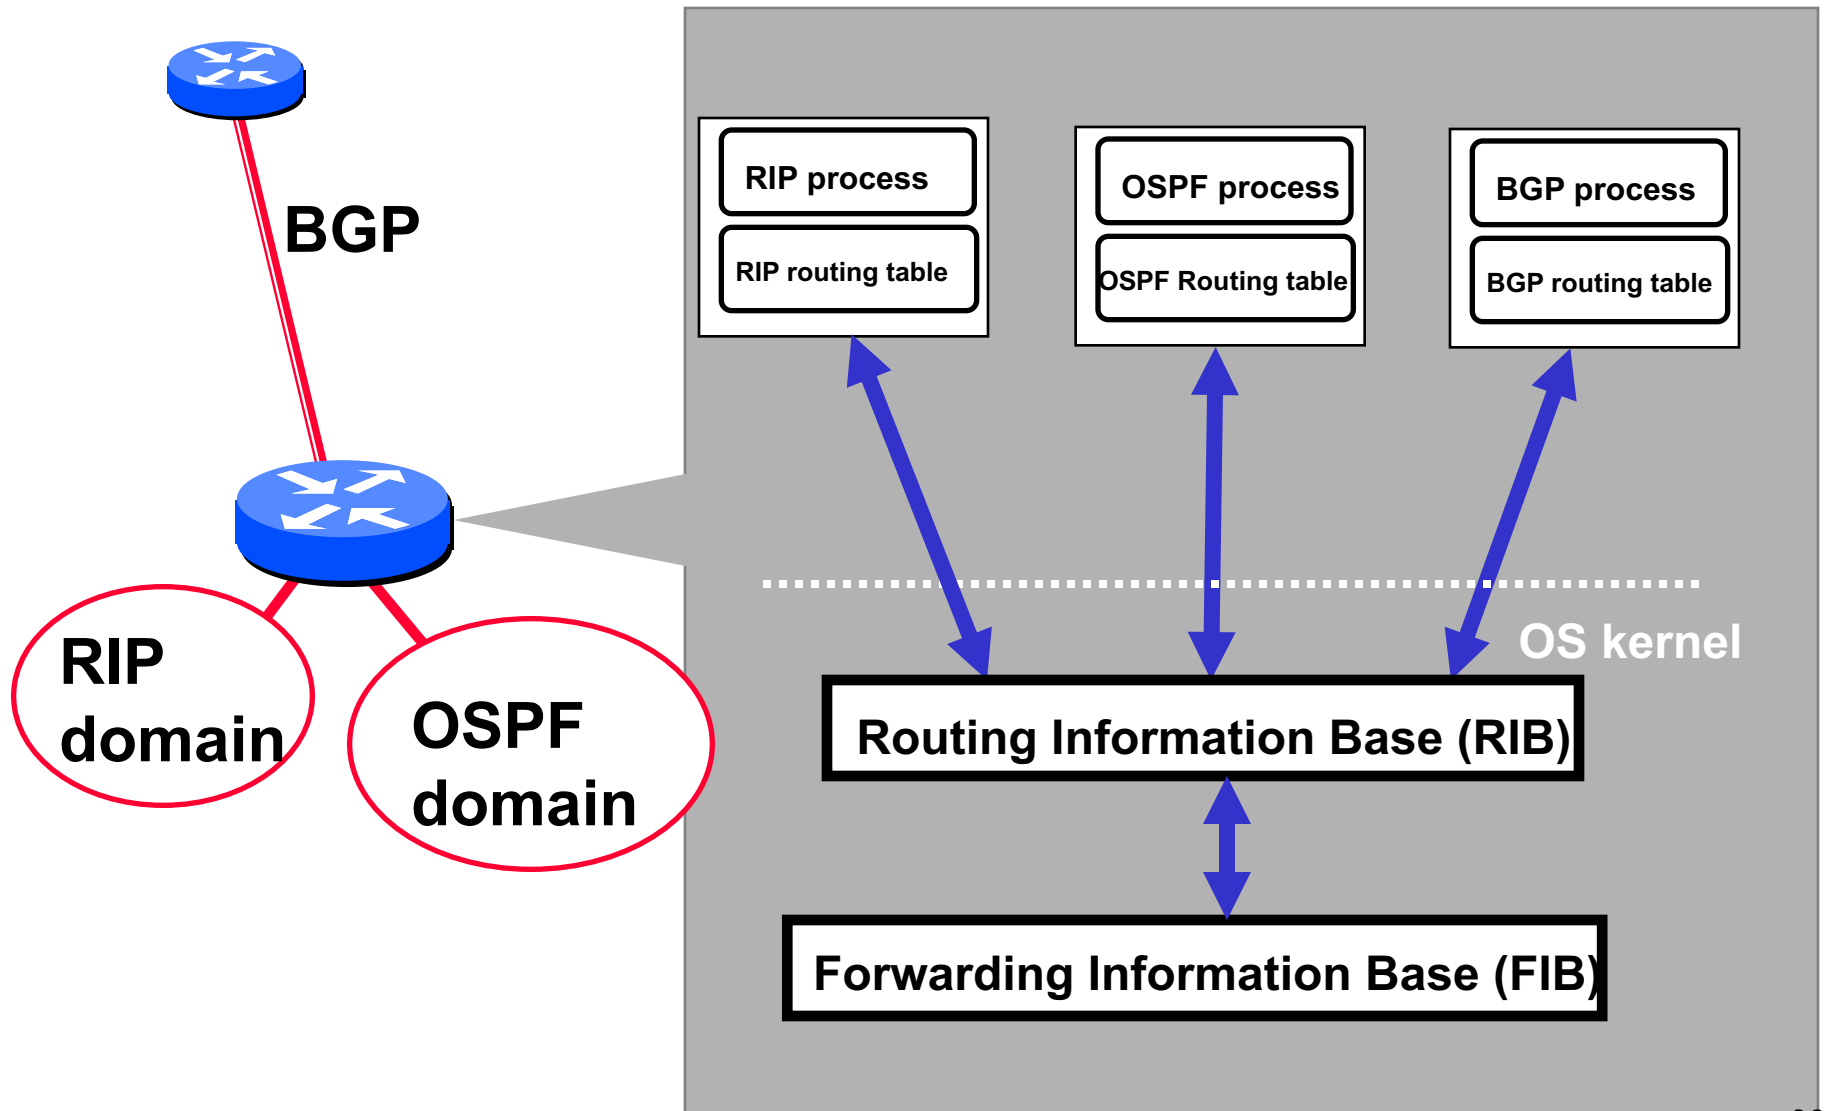 BGP
RIP
domain
OSPF
domain
RIP process
RIP routing table
OSPF process
OSPF Routing table
BGP process
BGP routing table
OS kernel
Routing Information Base (RIB)
Forwarding Information Base (FIB)